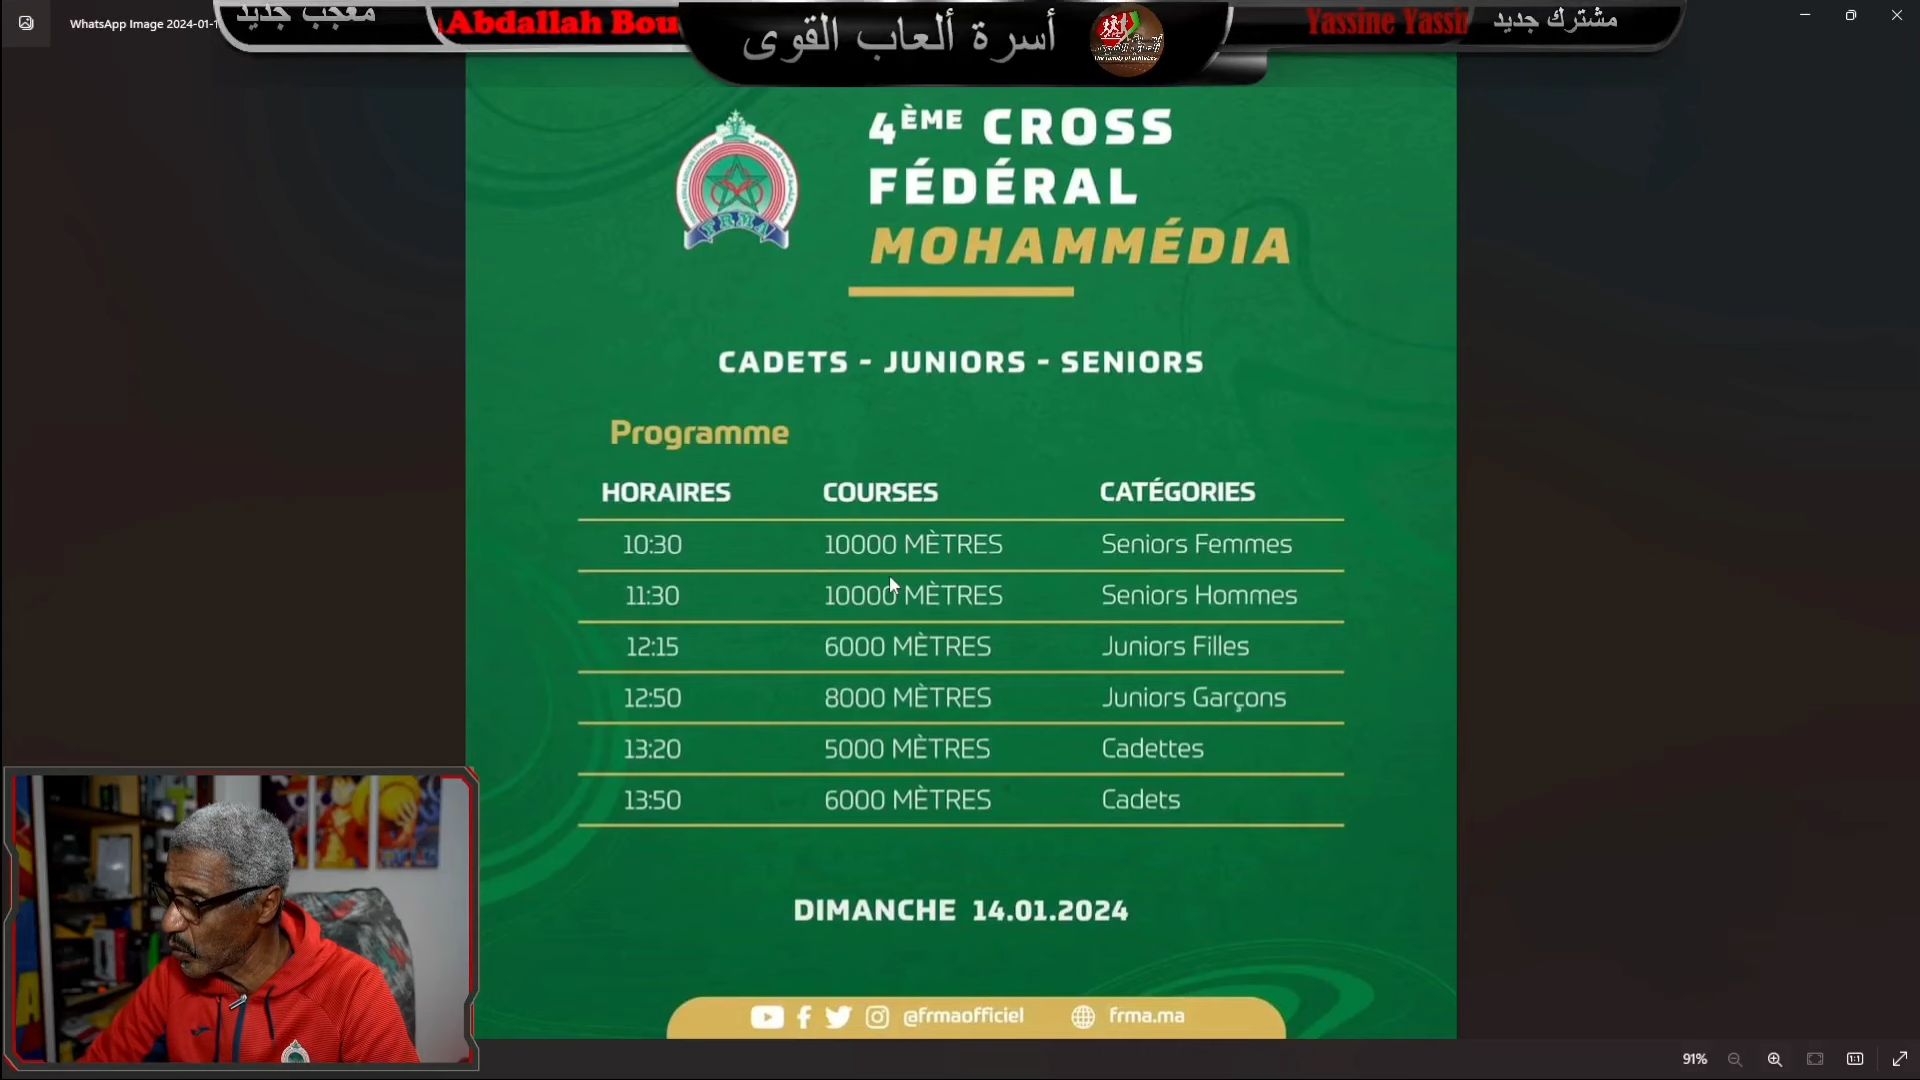 WhatsApp Image 2024-01-1
معجب جديد
Abdallah Bou
أسرة ألعاب القوى
Yassine Yassi
مشترك جديد
4ÈME CROSS
FÉDÉRAL
MOHAMMÉDIA
FRMA
CADETS - JUNIORS - SENIORS
Programme
HORAIRES COURSES CATÉGORIES
10:30 10000 MÈTRES Seniors Femmes
11:30 10000 MÈTRES Seniors Hommes
12:15 6000 MÈTRES Juniors Filles
12:50 8000 MÈTRES Juniors Garçons
13:20 5000 MÈTRES Cadettes
13:50 6000 MÈTRES Cadets
DIMANCHE 14.01.2024
@frmaofficiel frma.ma
91%